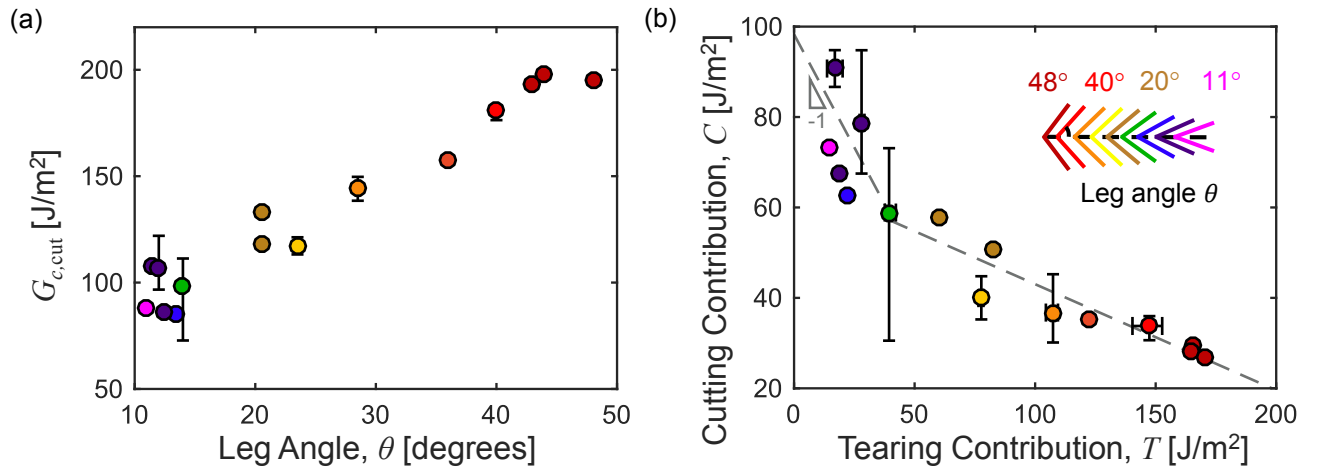 (a)
G_c,cut [J/m²]
200
150
100
50
10 20 30 40 50
Leg Angle, θ [degrees]
(b)
Cutting Contribution, C [J/m²]
100
80
60
40
20
-1
48° 40° 20° 11°
Leg angle θ
0 50 100 150 200
Tearing Contribution, T [J/m²]